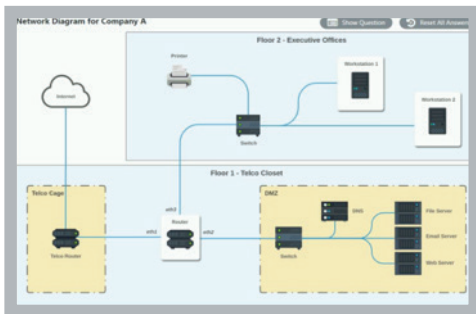 Network Diagram for Company A
Show Question
Reset All Answers
Floor 2 - Executive Offices
Printer
Workstation 1
Workstation 2
Internet
Switch
Floor 1 - Telco Closet
Telco Cage
DMZ
eth3
Router
DNS
File Server
eth1
eth2
Email Server
Telco Router
Switch
Web Server